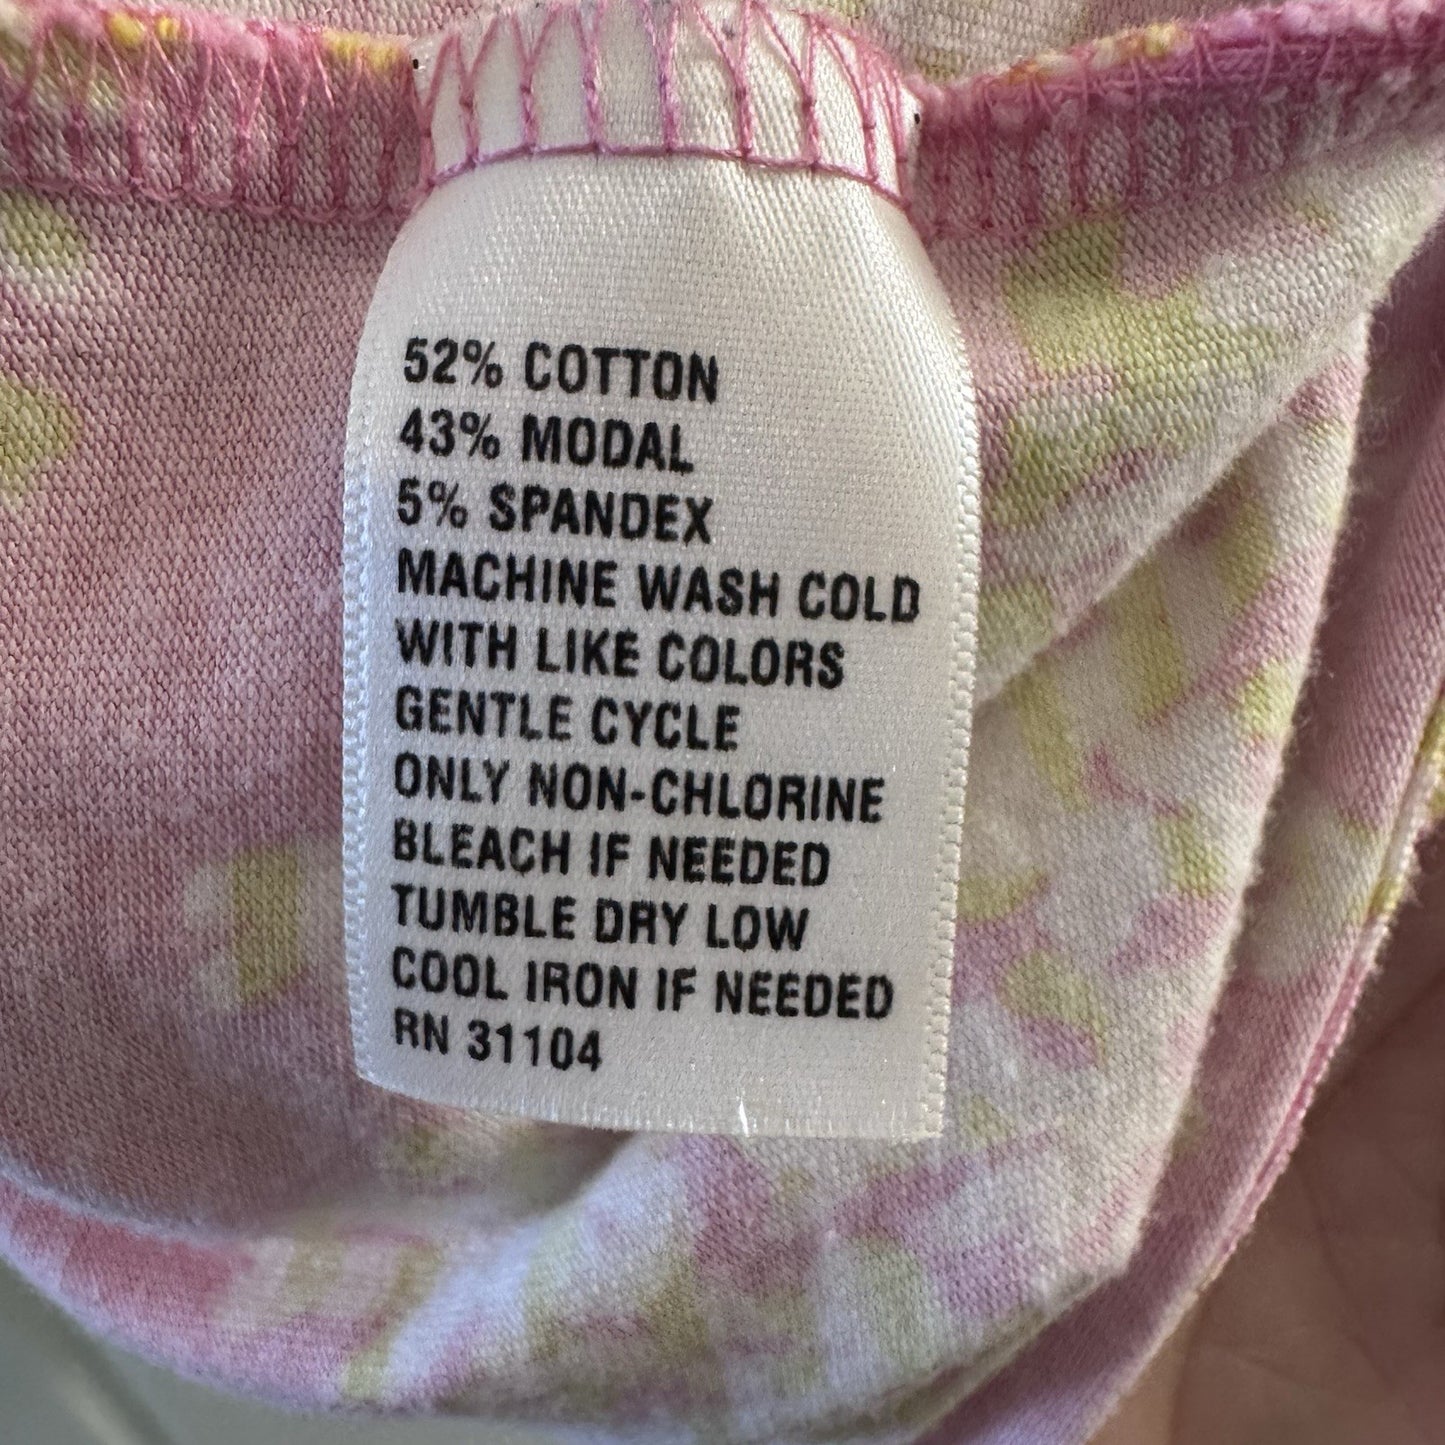 52% COTTON
43% MODAL
5% SPANDEX
MACHINE WASH COLD
WITH LIKE COLORS
GENTLE CYCLE
ONLY NON-CHLORINE
BLEACH IF NEEDED
TUMBLE DRY LOW
COOL IRON IF NEEDED
RN 31104